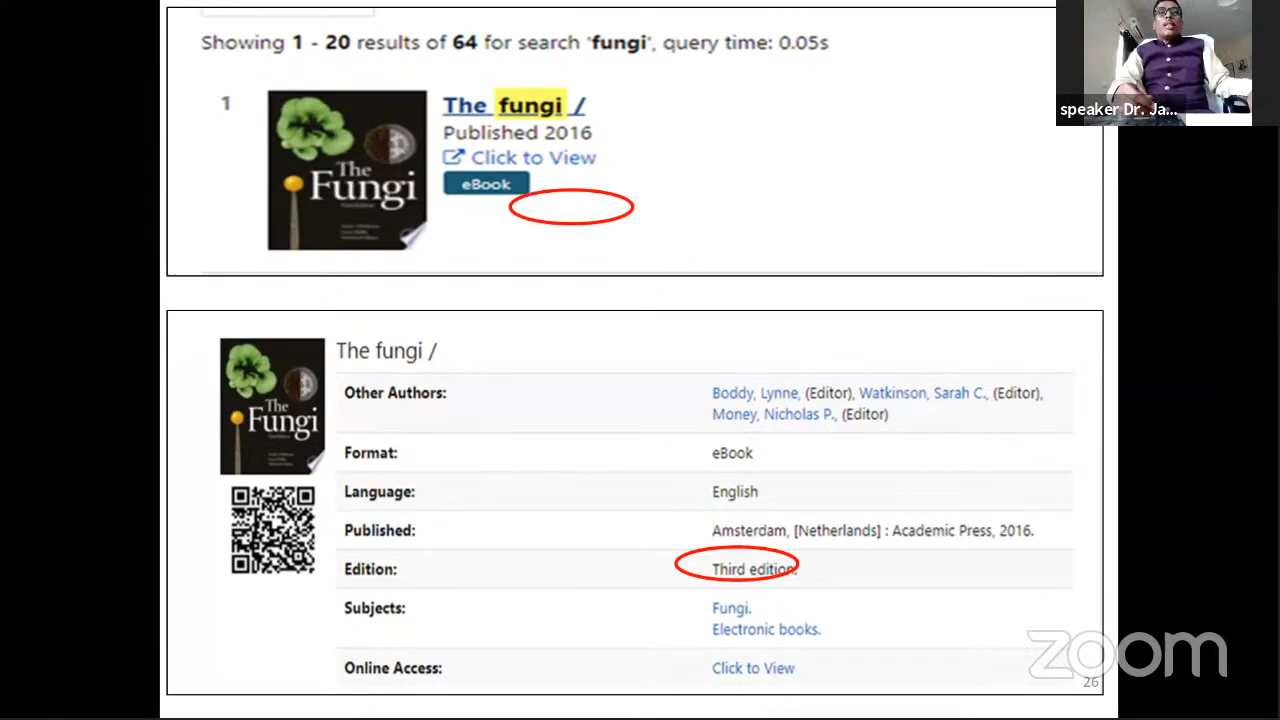 Showing 1 - 20 results of 64 for search 'fungi', query time: 0.05s
1
The
Fungi
The fungi /
Published 2016
Click to View
eBook
speaker Dr. Ja...
The
Fungi
The fungi /
Other Authors: Boddy, Lynne, (Editor), Watkinson, Sarah C., (Editor),
Money, Nicholas P., (Editor)
Format: eBook
Language: English
Published: Amsterdam, [Netherlands] : Academic Press, 2016.
Edition: Third edition.
Subjects: Fungi.
Electronic books.
Online Access: Click to View
zoom
26